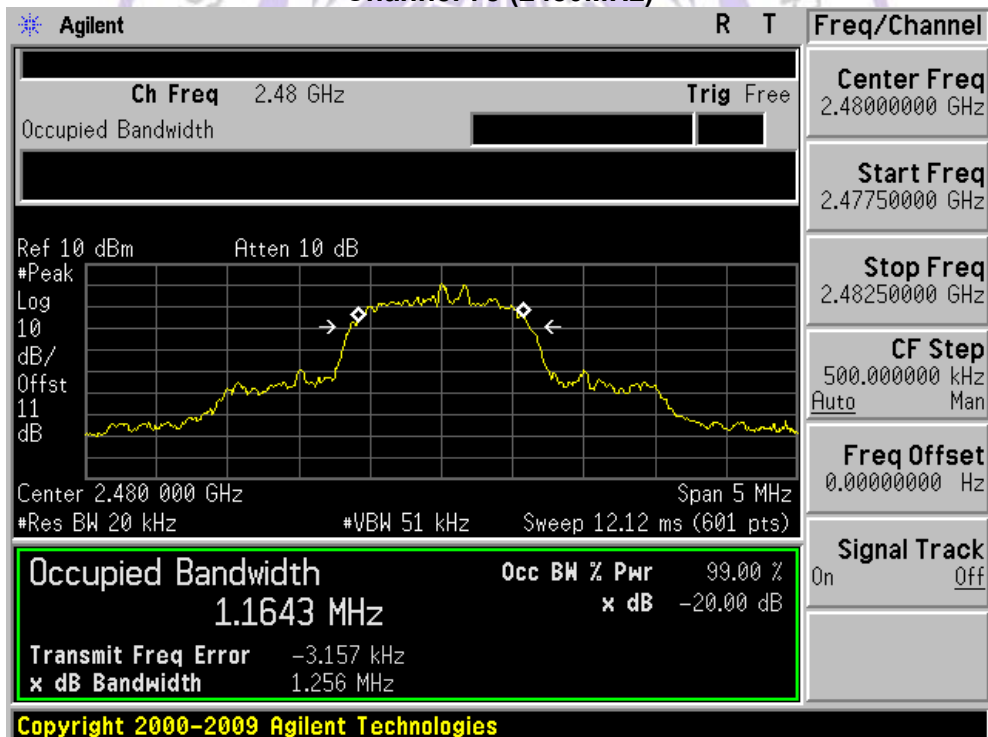 Agilent R T
Ch Freq 2.48 GHz Trig Free
Occupied Bandwidth
Ref 10 dBm Atten 10 dB
#Peak
Log
10
dB/
Offst
11
dB
Center 2.480 000 GHz Span 5 MHz
#Res BW 20 kHz #VBW 51 kHz Sweep 12.12 ms (601 pts)
Occupied Bandwidth
1.1643 MHz
Occ BW % Pwr 99.00 %
x dB -20.00 dB
Transmit Freq Error -3.157 kHz
x dB Bandwidth 1.256 MHz
Copyright 2000-2009 Agilent Technologies
Freq/Channel
Center Freq
2.48000000 GHz
Start Freq
2.47750000 GHz
Stop Freq
2.48250000 GHz
CF Step
500.000000 kHz
Auto Man
Freq Offset
0.00000000 Hz
Signal Track
On Off